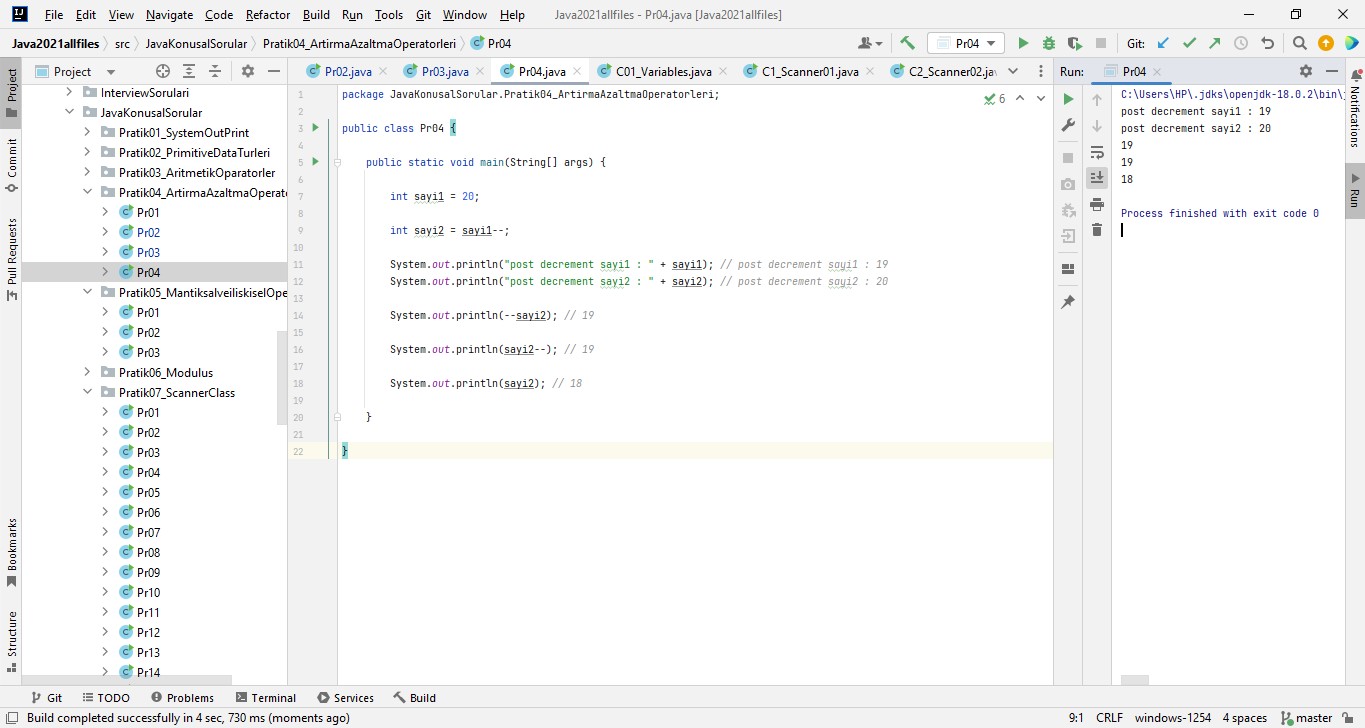 File Edit View Navigate Code Refactor Build Run Tools Git Window Help Java2021allfiles - Pr04.java [Java2021allfiles]
Java2021allfiles src JavaKonusalSorular Pratik04_ArtirmaAzaltmaOperatorleri Pr04 Pr04 Git:
Project
Pr02.java Pr03.java Pr04.java C01_Variables.java C1_Scanner01.java C2_Scanner02.ja
Run: Pr04
Project
Commit
Pull Requests
Bookmarks
Structure
InterviewSorulari
JavaKonusalSorular
Pratik01_SystemOutPrint
Pratik02_PrimitiveDataTurleri
Pratik03_AritmetikOparatorler
Pratik04_ArtirmaAzaltmaOperat
Pr01
Pr02
Pr03
Pr04
Pratik05_MantiksalveiliskiselOpe
Pr01
Pr02
Pr03
Pratik06_Modulus
Pratik07_ScannerClass
Pr01
Pr02
Pr03
Pr04
Pr05
Pr06
Pr07
Pr08
Pr09
Pr10
Pr11
Pr12
Pr13
Pr14
6
1 package JavaKonusalSorular.Pratik04_ArtirmaAzaltmaOperatorleri;
2
3 public class Pr04 {
4
5 public static void main(String[] args) {
6
7 int sayi1 = 20;
8
9 int sayi2 = sayi1--;
10
11 System.out.println("post decrement sayi1 : " + sayi1); // post decrement sayi1 : 19
12 System.out.println("post decrement sayi2 : " + sayi2); // post decrement sayi2 : 20
13
14 System.out.println(--sayi2); // 19
15
16 System.out.println(sayi2--); // 19
17
18 System.out.println(sayi2); // 18
19
20 }
21
22 }
C:\Users\HP\.jdks\openjdk-18.0.2\bin\j
post decrement sayi1 : 19
post decrement sayi2 : 20
19
19
18
Process finished with exit code 0
Notifications
Run
Git TODO Problems Terminal Services Build
Build completed successfully in 4 sec, 730 ms (moments ago) 9:1 CRLF windows-1254 4 spaces master